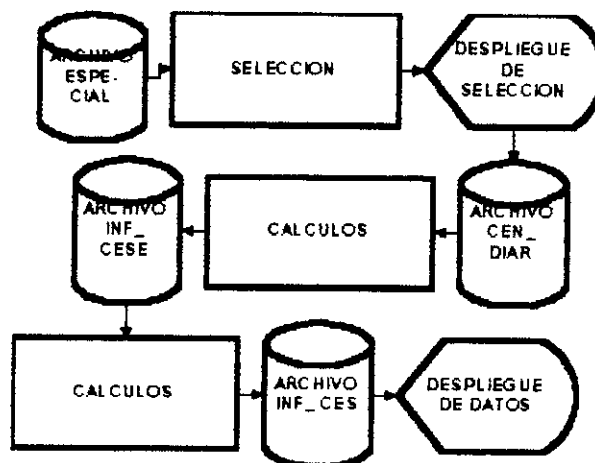 ARCHIVO
ESPE-
CIAL
SELECCION
DESPLIEGUE
DE
SELECCION
ARCHIVO
INF_
CESE
CALCULOS
ARCHIVO
CEN_
DIAR
CALCULOS
ARCHIVO
INF_CES
DESPLIEGUE
DE DATOS